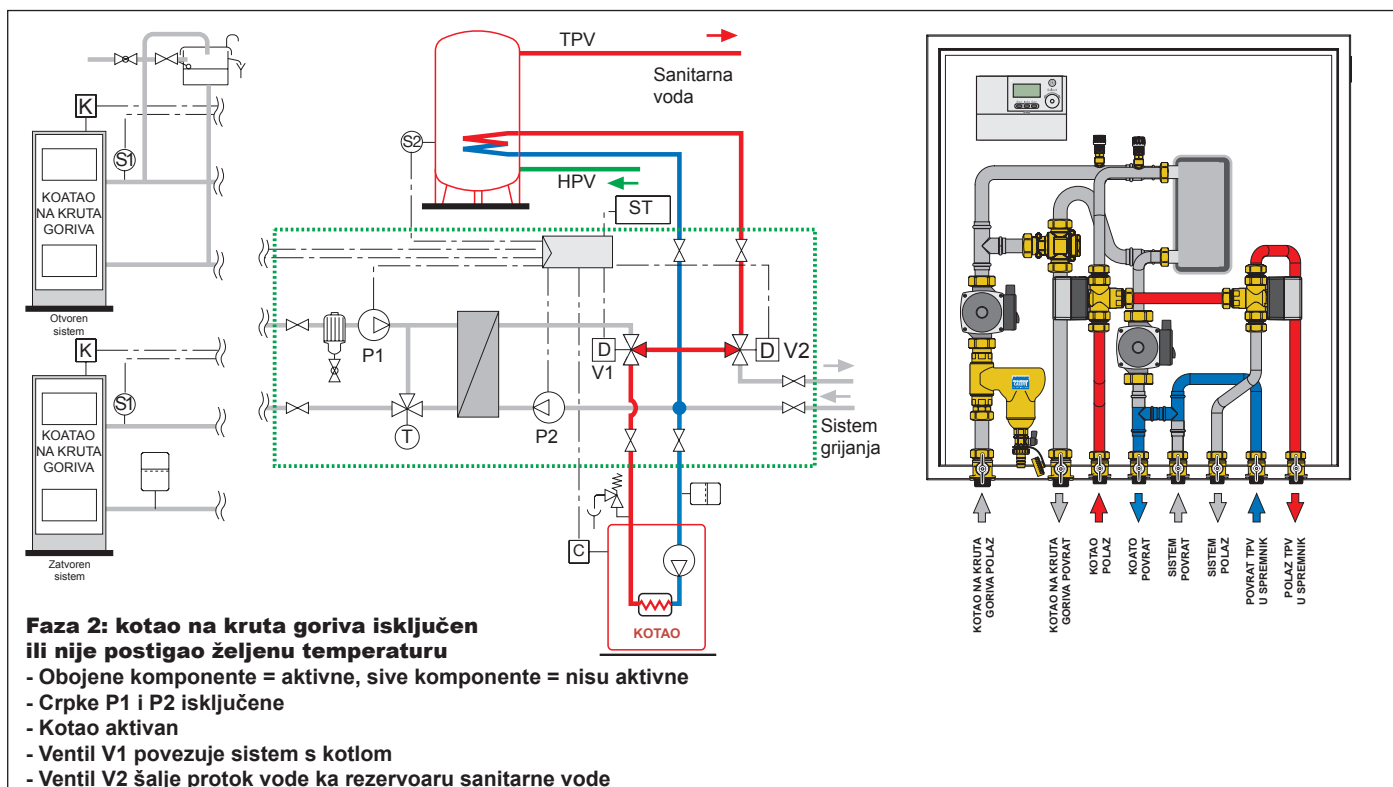 K
S1
KOATAO
NA KRUTA
GORIVA
Otvoren
sistem
K
S1
KOATAO
NA KRUTA
GORIVA
Zatvoren
sistem
TPV
Sanitarna
voda
S2
HPV
ST
P1
D
V1
D
V2
T
P2
Sistem
grijanja
C
KOTAO
KOTAO NA KRUTA
GORIVA POLAZ
KOTAO NA KRUTA
GORIVA POVRAT
KOTAO
POLAZ
KOATO
POVRAT
SISTEM
POVRAT
SISTEM
POLAZ
POVRAT TPV
U SPREMNIK
POLAZ TPV
U SPREMNIK
Faza 2: kotao na kruta goriva isključen
ili nije postigao željenu temperaturu
- Obojene komponente = aktivne, sive komponente = nisu aktivne
- Crpke P1 i P2 isključene
- Kotao aktivan
- Ventil V1 povezuje sistem s kotlom
- Ventil V2 šalje protok vode ka rezervoaru sanitarne vode